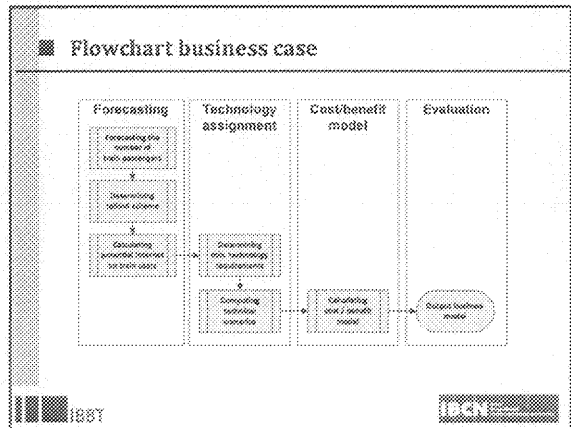 Flowchart business case
Forecasting
Technology
assignment
Cost/benefit
model
Evaluation
Forecasting the
number of
train passengers
Determining
rollout scheme
Calculating
potential Internet
on train users
Determining
min. technology
requirements
Computing
technical
scenarios
Calculating
cost / benefit
model
Output business
model
IBBT
IBCN